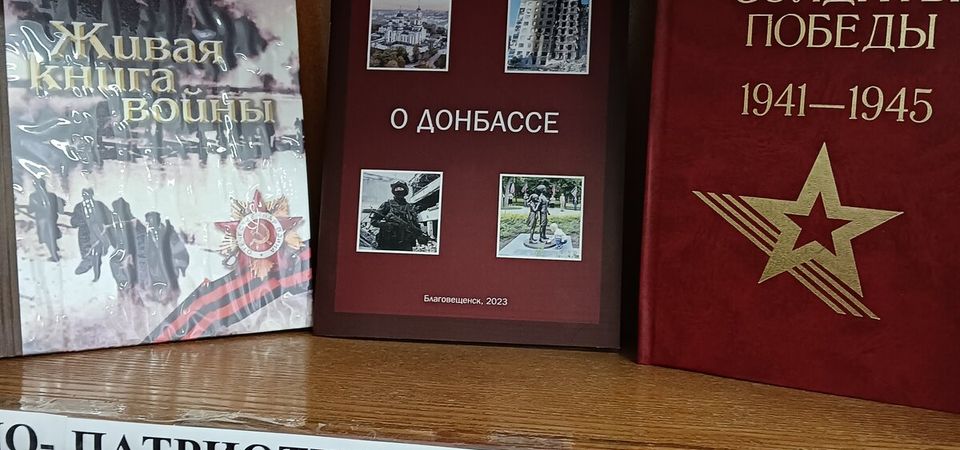 Живая
книга
войны
О ДОНБАССЕ
Благовещенск, 2023
ПОБЕДЫ
1941—1945